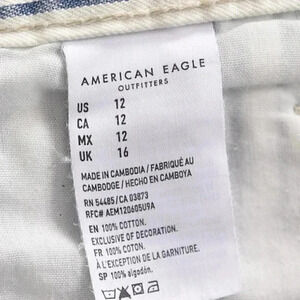 AMERICAN EAGLE
OUTFITTERS
US 12
CA 12
MX 12
UK 16
MADE IN CAMBODIA / FABRIQUÉ AU
CAMBODGE / HECHO EN CAMBOYA
RN 54485 / CA 03873
RFC# AEM120605U9A
EN 100% COTTON.
EXCLUSIVE OF DECORATION.
FR 100% COTON.
À L'EXCEPTION DE LA GARNITURE.
SP 100% algodón.